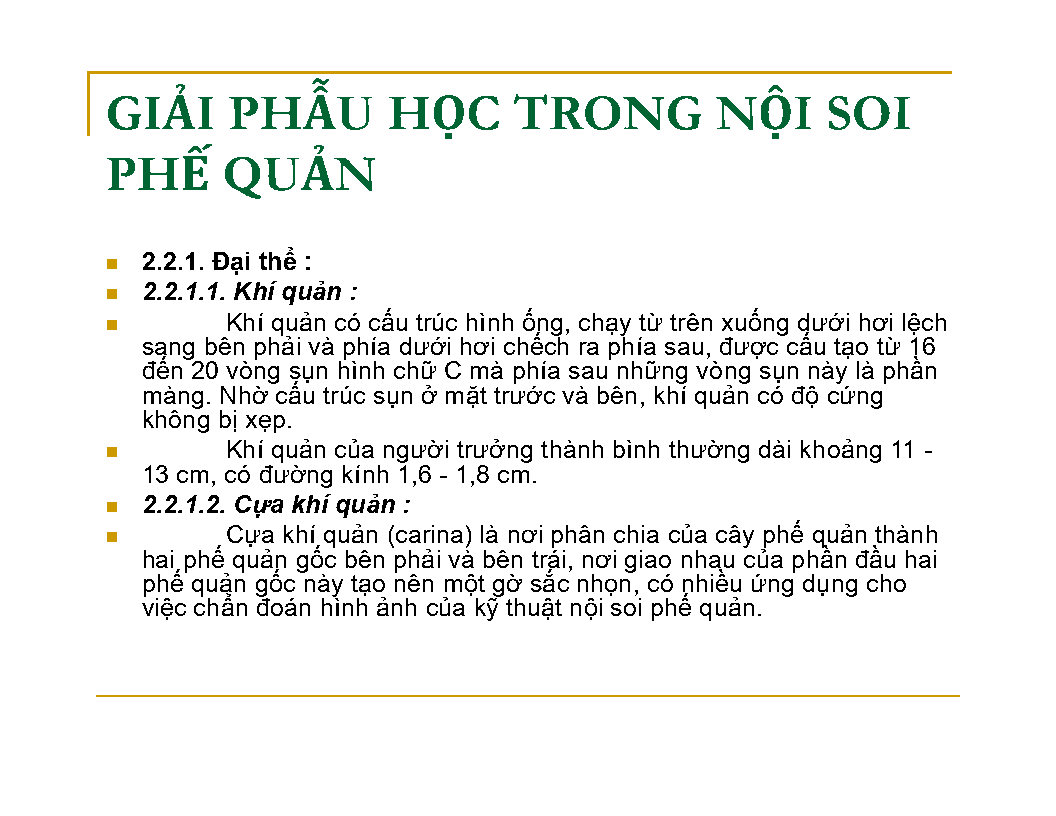 GIẢI PHẪU HỌC TRONG NỘI SOI
PHẾ QUẢN
2.2.1. Đại thể :
2.2.1.1. Khí quản :
Khí quản có cấu trúc hình ống, chạy từ trên xuống dưới hơi lệch
sang bên phải và phía dưới hơi chếch ra phía sau, được cấu tạo từ 16
đến 20 vòng sụn hình chữ C mà phía sau những vòng sụn này là phần
màng. Nhờ cấu trúc sụn ở mặt trước và bên, khí quản có độ cứng
không bị xẹp.
Khí quản của người trưởng thành bình thường dài khoảng 11 -
13 cm, có đường kính 1,6 - 1,8 cm.
2.2.1.2. Cựa khí quản :
Cựa khí quản (carina) là nơi phân chia của cây phế quản thành
hai phế quản gốc bên phải và bên trái, nơi giao nhau của phần đầu hai
phế quản gốc này tạo nên một gờ sắc nhọn, có nhiều ứng dụng cho
việc chẩn đoán hình ảnh của kỹ thuật nội soi phế quản.